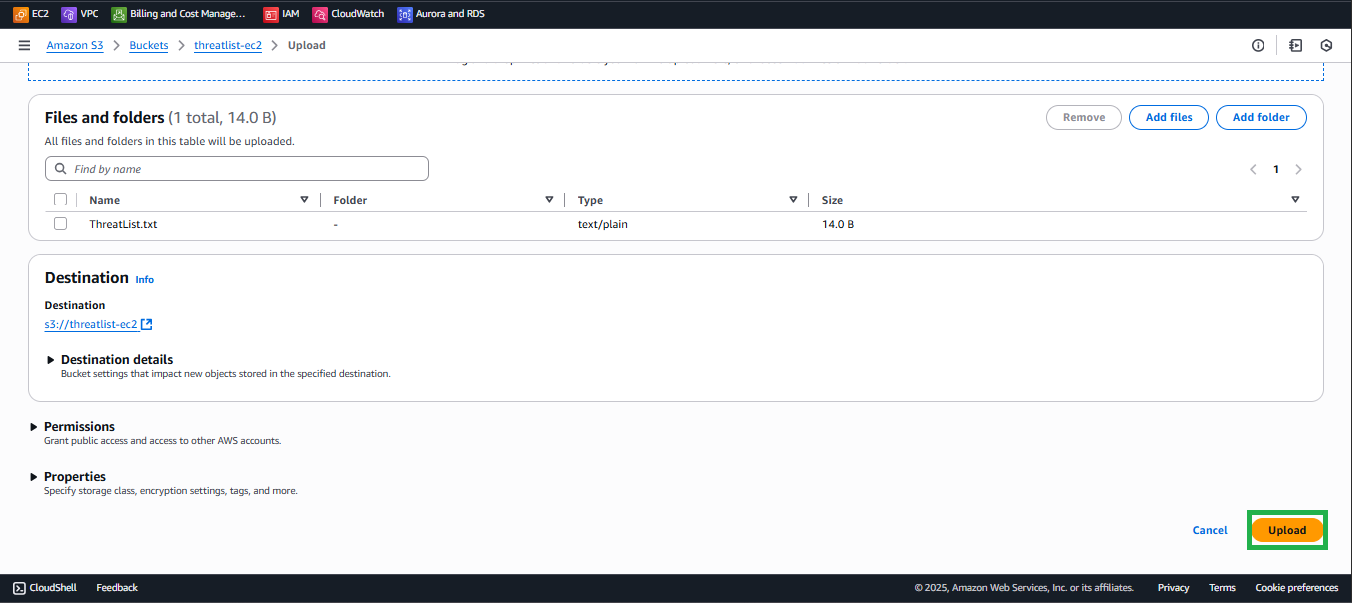 EC2 VPC Billing and Cost Manage... IAM CloudWatch Aurora and RDS
Amazon S3 > Buckets > threatlist-ec2 > Upload
Files and folders (1 total, 14.0 B) Remove Add files Add folder
All files and folders in this table will be uploaded.
Find by name 1
Name Folder Type Size
ThreatList.txt - text/plain 14.0 B
Destination Info
Destination
s3://threatlist-ec2
Destination details
Bucket settings that impact new objects stored in the specified destination.
Permissions
Grant public access and access to other AWS accounts.
Properties
Specify storage class, encryption settings, tags, and more.
Cancel Upload
CloudShell Feedback © 2025, Amazon Web Services, Inc. or its affiliates. Privacy Terms Cookie preferences